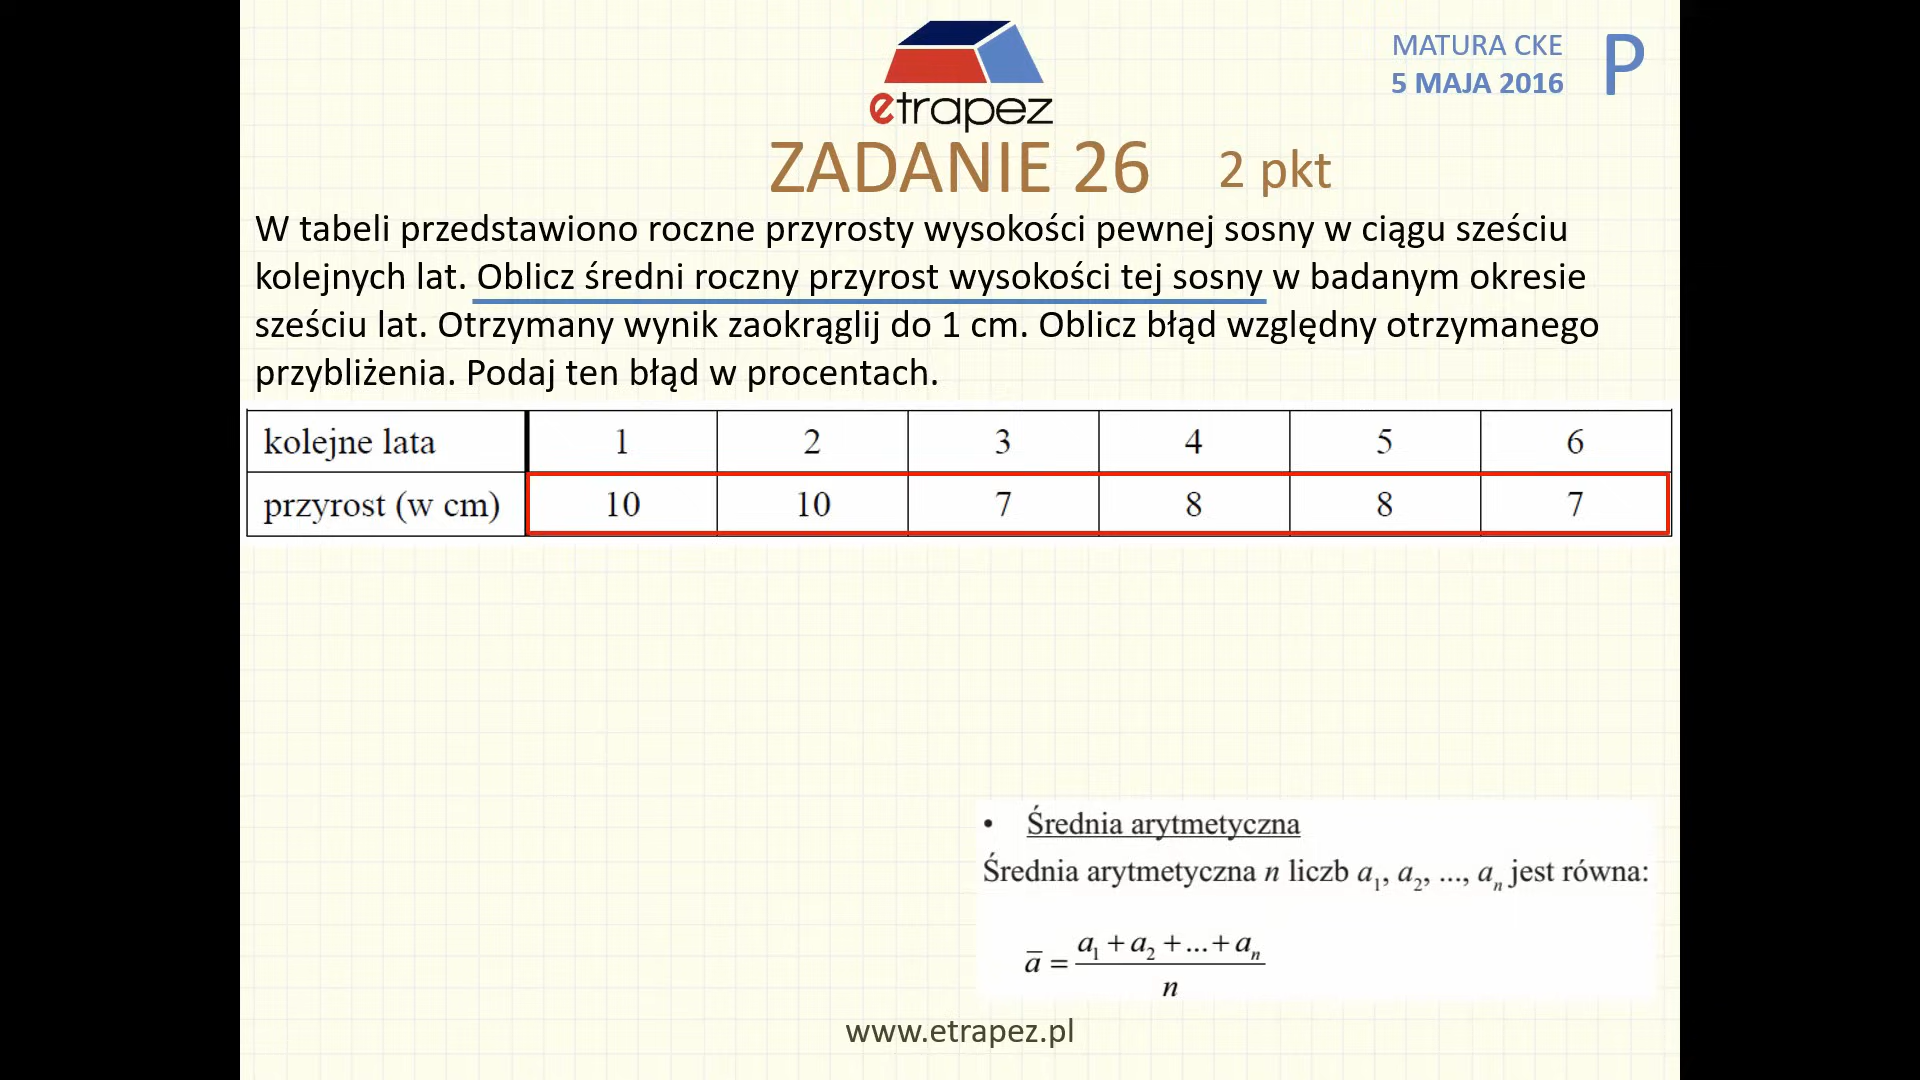 etrapez
MATURA CKE
5 MAJA 2016
P
ZADANIE 26 2 pkt
W tabeli przedstawiono roczne przyrosty wysokości pewnej sosny w ciągu sześciu
kolejnych lat. Oblicz średni roczny przyrost wysokości tej sosny w badanym okresie
sześciu lat. Otrzymany wynik zaokrąglij do 1 cm. Oblicz błąd względny otrzymanego
przybliżenia. Podaj ten błąd w procentach.
kolejne lata 1 2 3 4 5 6
przyrost (w cm) 10 10 7 8 8 7
• Średnia arytmetyczna
Średnia arytmetyczna n liczb a₁, a₂, ..., aₙ jest równa:
a̅ = (a₁ + a₂ + ... + aₙ) / n
www.etrapez.pl